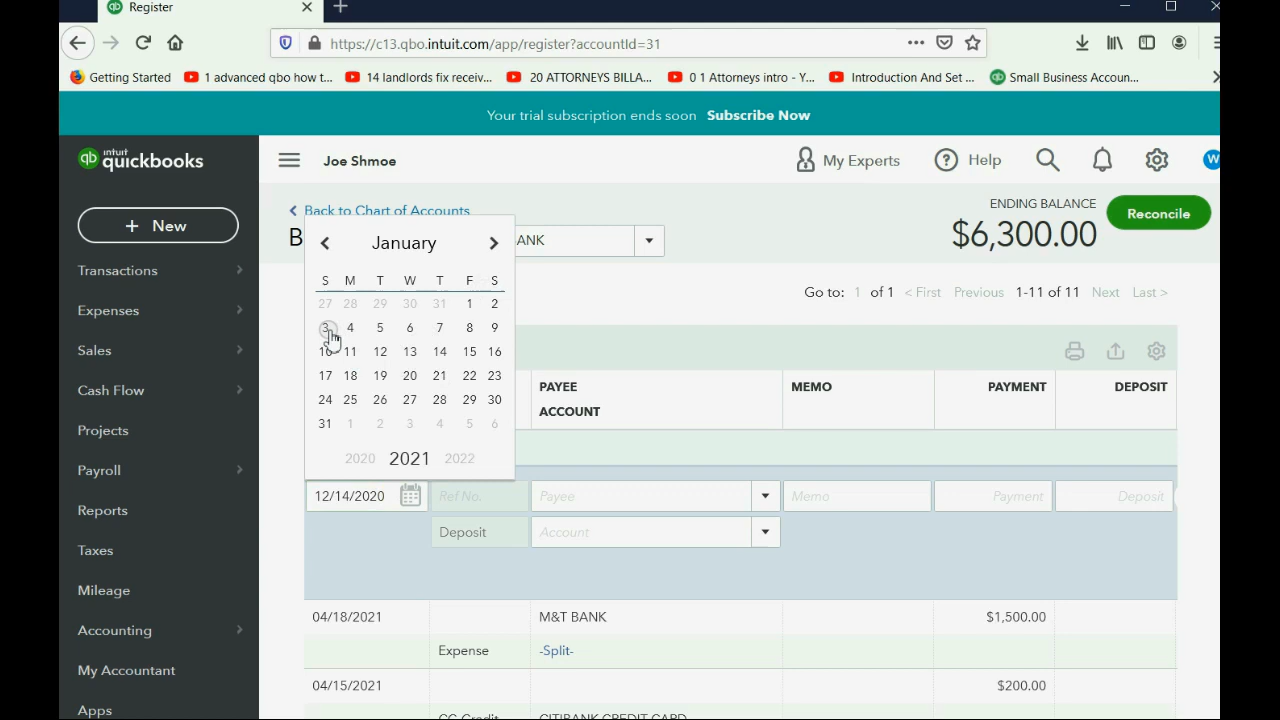 Register
https://c13.qbo.intuit.com/app/register?accountId=31
Getting Started 1 advanced qbo how t... 14 landlords fix receiv... 20 ATTORNEYS BILLA... 0 1 Attorneys intro - Y... Introduction And Set ... Small Business Accoun...
Your trial subscription ends soon Subscribe Now
qb intuit quickbooks
Joe Shmoe
My Experts
Help
W
+ New
Transactions
Expenses
Sales
Cash Flow
Projects
Payroll
Reports
Taxes
Mileage
Accounting
My Accountant
Apps
Back to Chart of Accounts
B
ANK
ENDING BALANCE
$6,300.00
Reconcile
January
S M T W T F S
27 28 29 30 31 1 2
3 4 5 6 7 8 9
10 11 12 13 14 15 16
17 18 19 20 21 22 23
24 25 26 27 28 29 30
31 1 2 3 4 5 6
2020 2021 2022
Go to: 1 of 1 < First Previous 1-11 of 11 Next Last >
PAYEE MEMO PAYMENT DEPOSIT
ACCOUNT
12/14/2020 Ref No. Payee Memo Payment Deposit
Deposit Account
04/18/2021 M&T BANK $1,500.00
Expense -Split-
04/15/2021 $200.00
CC-Credit CITIBANK CREDIT CARD